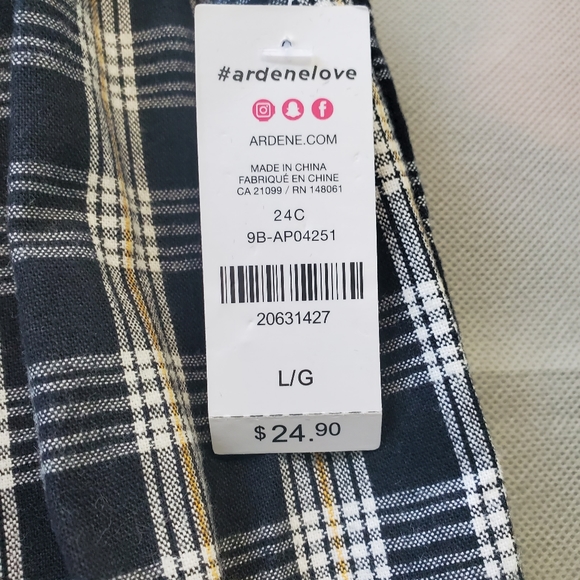 #ardenelove
ARDENE.COM
MADE IN CHINA
FABRIQUÉ EN CHINE
CA 21099 / RN 148061
24C
9B-AP04251
20631427
L/G
$24.90